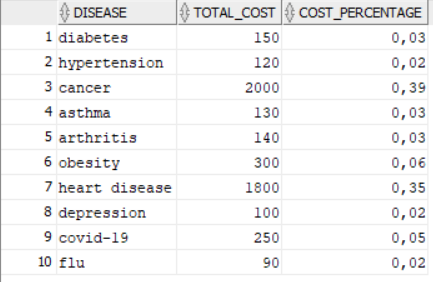 DISEASE TOTAL_COST COST_PERCENTAGE
1 diabetes 150 0,03
2 hypertension 120 0,02
3 cancer 2000 0,39
4 asthma 130 0,03
5 arthritis 140 0,03
6 obesity 300 0,06
7 heart disease 1800 0,35
8 depression 100 0,02
9 covid-19 250 0,05
10 flu 90 0,02